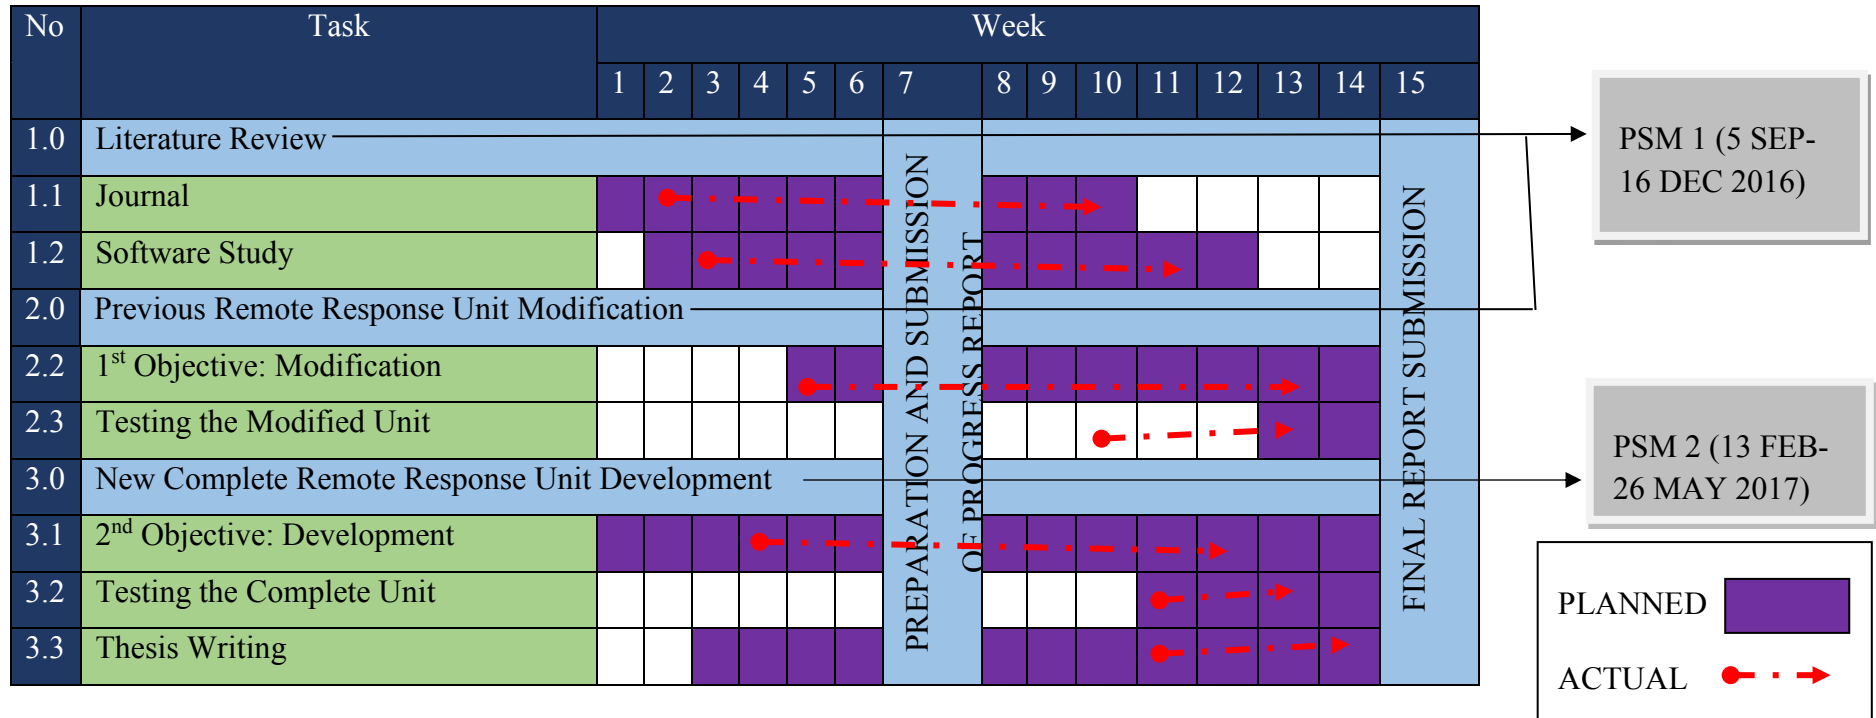 No Task Week
1 2 3 4 5 6 7 8 9 10 11 12 13 14 15
1.0 Literature Review
1.1 Journal
1.2 Software Study
2.0 Previous Remote Response Unit Modification
2.2 1st Objective: Modification
2.3 Testing the Modified Unit
3.0 New Complete Remote Response Unit Development
3.1 2nd Objective: Development
3.2 Testing the Complete Unit
3.3 Thesis Writing
PREPARATION AND SUBMISSION
OF PROGRESS REPORT
FINAL REPORT SUBMISSION
PSM 1 (5 SEP-
16 DEC 2016)
PSM 2 (13 FEB-
26 MAY 2017)
PLANNED
ACTUAL